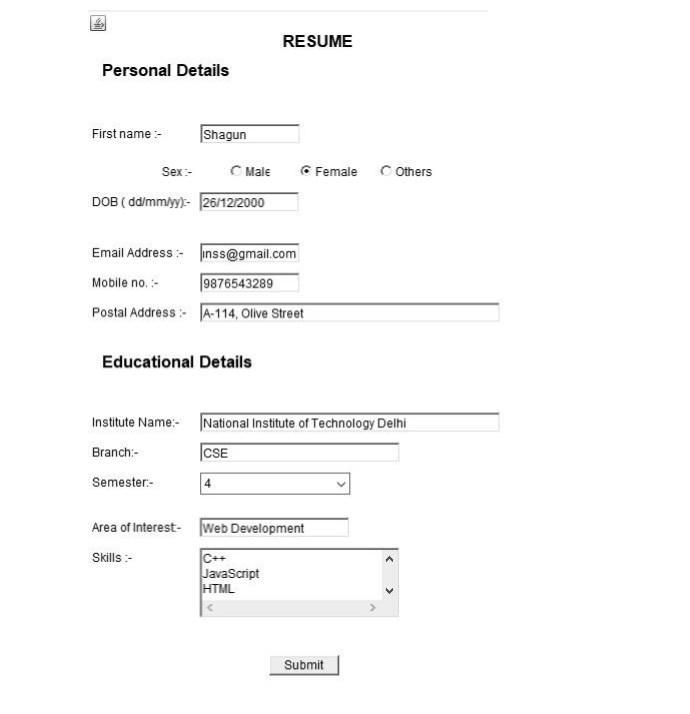 RESUME
Personal Details
First name :- Shagun
Sex :- Male Female Others
DOB ( dd/mm/yy):- 26/12/2000
Email Address :- inss@gmail.com
Mobile no. :- 9876543289
Postal Address :- A-114, Olive Street
Educational Details
Institute Name:- National Institute of Technology Delhi
Branch:- CSE
Semester:- 4
Area of Interest:- Web Development
Skills :- C++
JavaScript
HTML
Submit